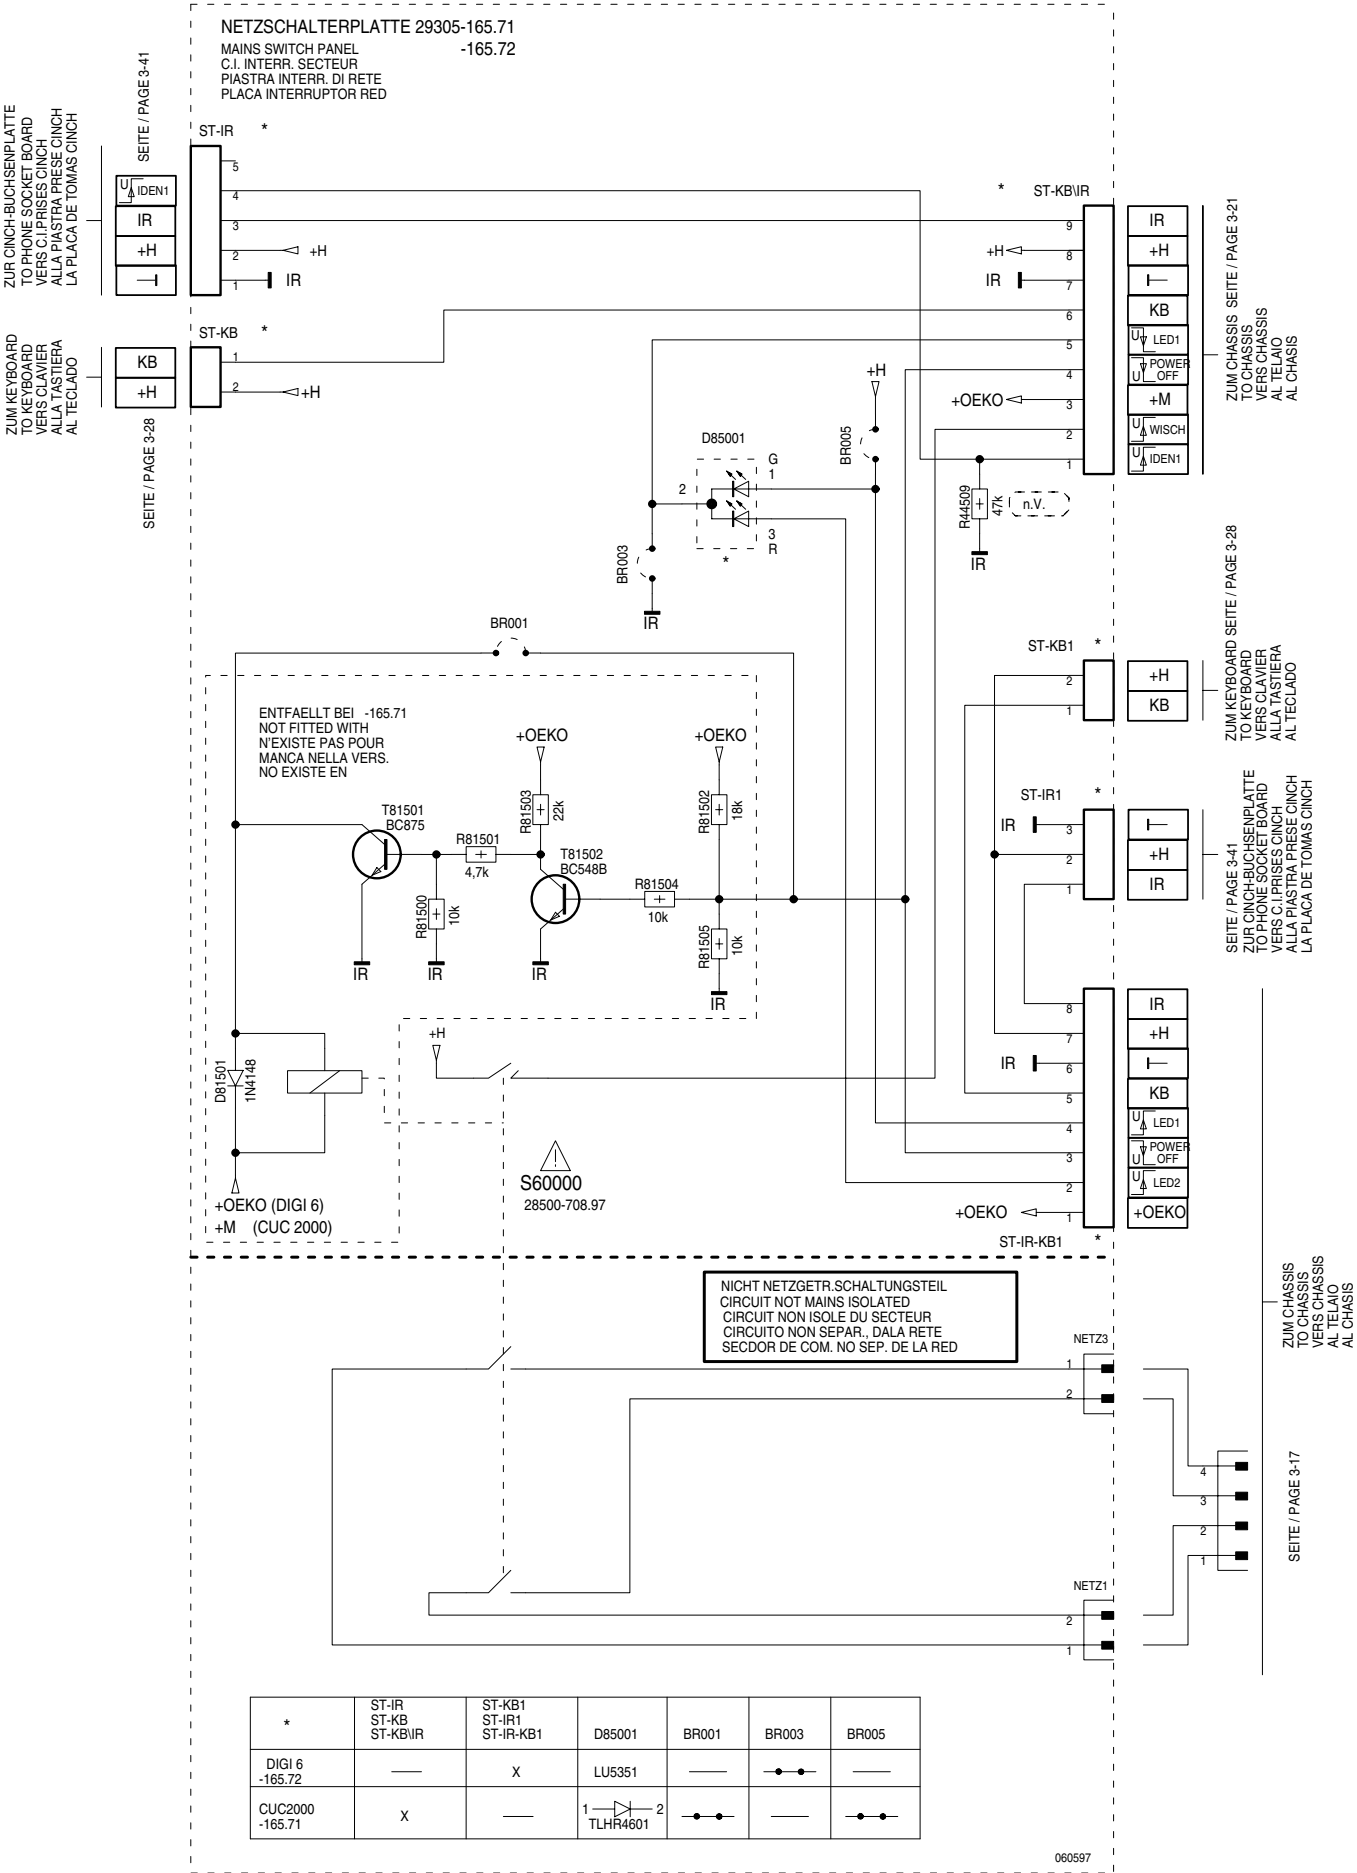 NETZSCHALTERPLATTE 29305-165.71
MAINS SWITCH PANEL -165.72
C.I. INTERR. SECTEUR
PIASTRA INTERR. DI RETE
PLACA INTERRUPTOR RED
ZUR CINCH-BUCHSENPLATTE
TO PHONE SOCKET BOARD
VERS C.I.PRISES CINCH
ALLA PIASTRA PRESE CINCH
LA PLACA DE TOMAS CINCH
SEITE / PAGE 3-41
U IDEN1
IR
+H
ST-IR *
5
4
3
2
1
+H
IR
ZUM KEYBOARD
TO KEYBOARD
VERS CLAVIER
ALLA TASTIERA
AL TECLADO
KB
+H
SEITE / PAGE 3-28
ST-KB *
1
2
+H
* ST-KB\IR
9
8
7
6
5
4
3
2
1
+H
IR
+OEKO
IR
+H
KB
U LED1
U POWER OFF
+M
U WISCH
U IDEN1
ZUM CHASSIS SEITE / PAGE 3-21
TO CHASSIS
VERS CHASSIS
AL TELAIO
AL CHASIS
+H
BR005
D85001
G
1
2
3
R
*
BR003
IR
R44509
47k
n.V.
IR
BR001
ST-KB1 *
2
1
+H
KB
ZUM KEYBOARD SEITE / PAGE 3-28
TO KEYBOARD
VERS CLAVIER
ALLA TASTIERA
AL TECLADO
ENTFAELLT BEI -165.71
NOT FITTED WITH
N'EXISTE PAS POUR
MANCA NELLA VERS.
NO EXISTE EN
+OEKO
+OEKO
T81501
BC875
R81503
22k
R81502
18k
R81501
4,7k
T81502
BC548B
R81504
10k
R81500
10k
R81505
10k
IR
IR
IR
IR
ST-IR1 *
IR
3
2
1
+H
IR
SEITE / PAGE 3-41
ZUR CINCH-BUCHSENPLATTE
TO PHONE SOCKET BOARD
VERS C.I.PRISES CINCH
ALLA PIASTRA PRESE CINCH
LA PLACA DE TOMAS CINCH
+H
D81501
1N4148
+OEKO (DIGI 6)
+M (CUC 2000)
S60000
28500-708.97
8
7
6
5
4
3
2
1
IR
+OEKO
IR
+H
KB
U LED1
U POWER OFF
U LED2
+OEKO
ST-IR-KB1 *
ZUM CHASSIS
TO CHASSIS
VERS CHASSIS
AL TELAIO
AL CHASIS
NICHT NETZGETR.SCHALTUNGSTEIL
CIRCUIT NOT MAINS ISOLATED
CIRCUIT NON ISOLE DU SECTEUR
CIRCUITO NON SEPAR., DALA RETE
SECDOR DE COM. NO SEP. DE LA RED
NETZ3
1
2
4
3
2
1
SEITE / PAGE 3-17
NETZ1
2
1
* ST-IR ST-KB ST-KB\IR ST-KB1 ST-IR1 ST-IR-KB1 D85001 BR001 BR003 BR005
DIGI 6 -165.72 X LU5351
CUC2000 -165.71 X 1 2 TLHR4601
060597